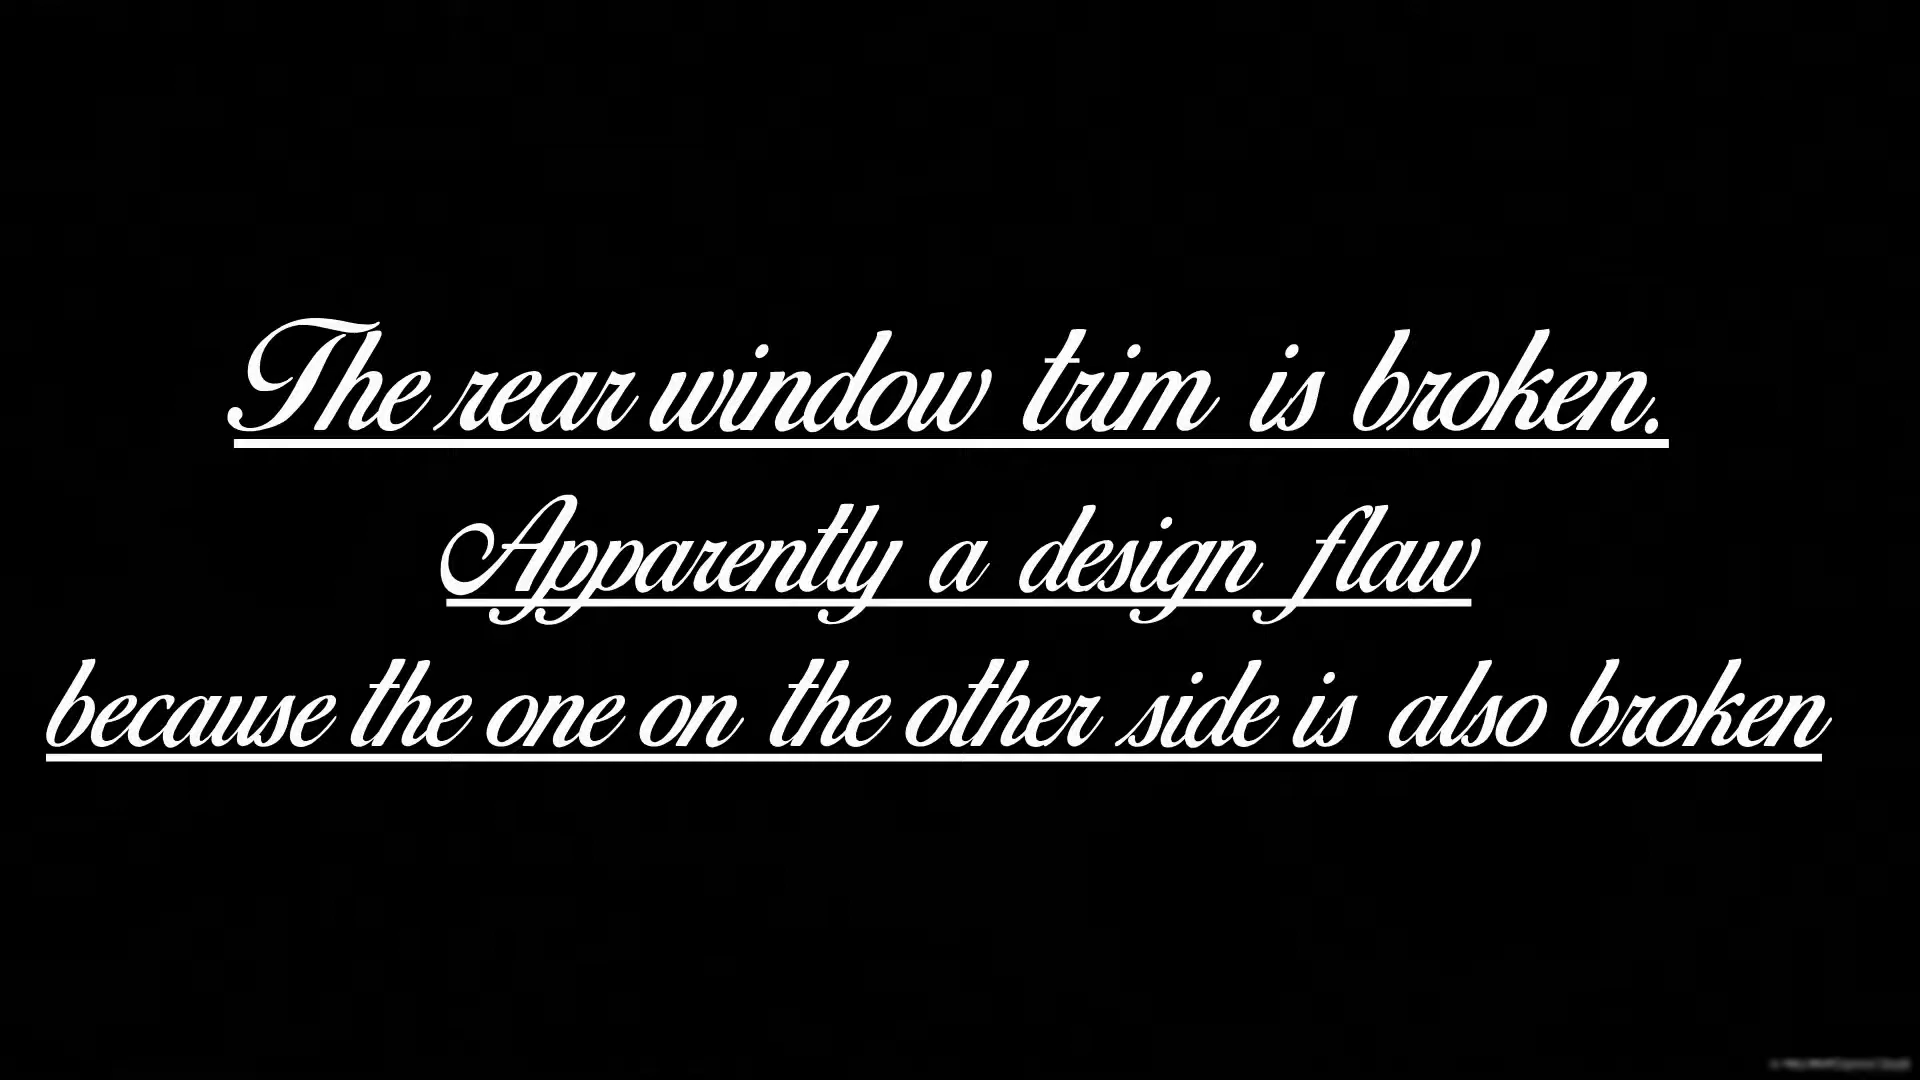 The rear window trim is broken.
Apparently a design flaw
because the one on the other side is also broken